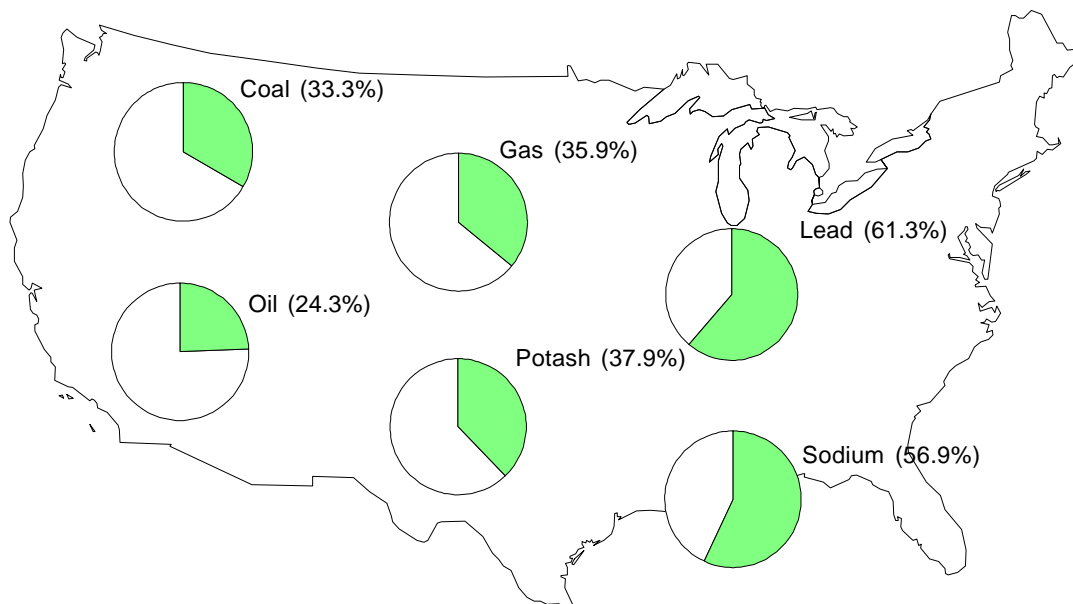 Coal (33.3%)
Gas (35.9%)
Lead (61.3%)
Oil (24.3%)
Potash (37.9%)
Sodium (56.9%)